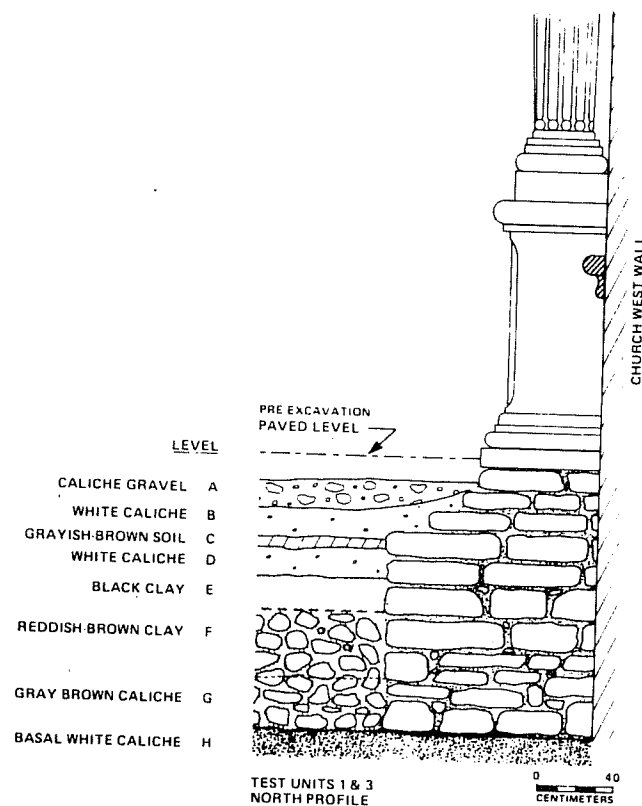 CHURCH WEST WALL
PRE EXCAVATION
PAVED LEVEL
LEVEL
CALICHE GRAVEL A
WHITE CALICHE B
GRAYISH-BROWN SOIL C
WHITE CALICHE D
BLACK CLAY E
REDDISH-BROWN CLAY F
GRAY BROWN CALICHE G
BASAL WHITE CALICHE H
TEST UNITS 1 & 3
NORTH PROFILE
0 40
CENTIMETERS